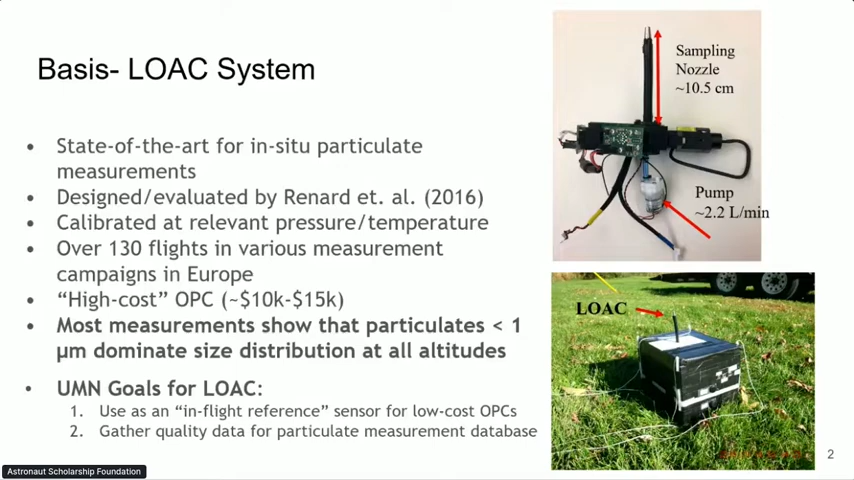 Basis- LOAC System
• State-of-the-art for in-situ particulate
measurements
• Designed/evaluated by Renard et. al. (2016)
• Calibrated at relevant pressure/temperature
• Over 130 flights in various measurement
campaigns in Europe
• “High-cost” OPC (~$10k-$15k)
• Most measurements show that particulates < 1
µm dominate size distribution at all altitudes
• UMN Goals for LOAC:
1. Use as an “in-flight reference” sensor for low-cost OPCs
2. Gather quality data for particulate measurement database
Sampling
Nozzle
~10.5 cm
Pump
~2.2 L/min
LOAC
2
Astronaut Scholarship Foundation